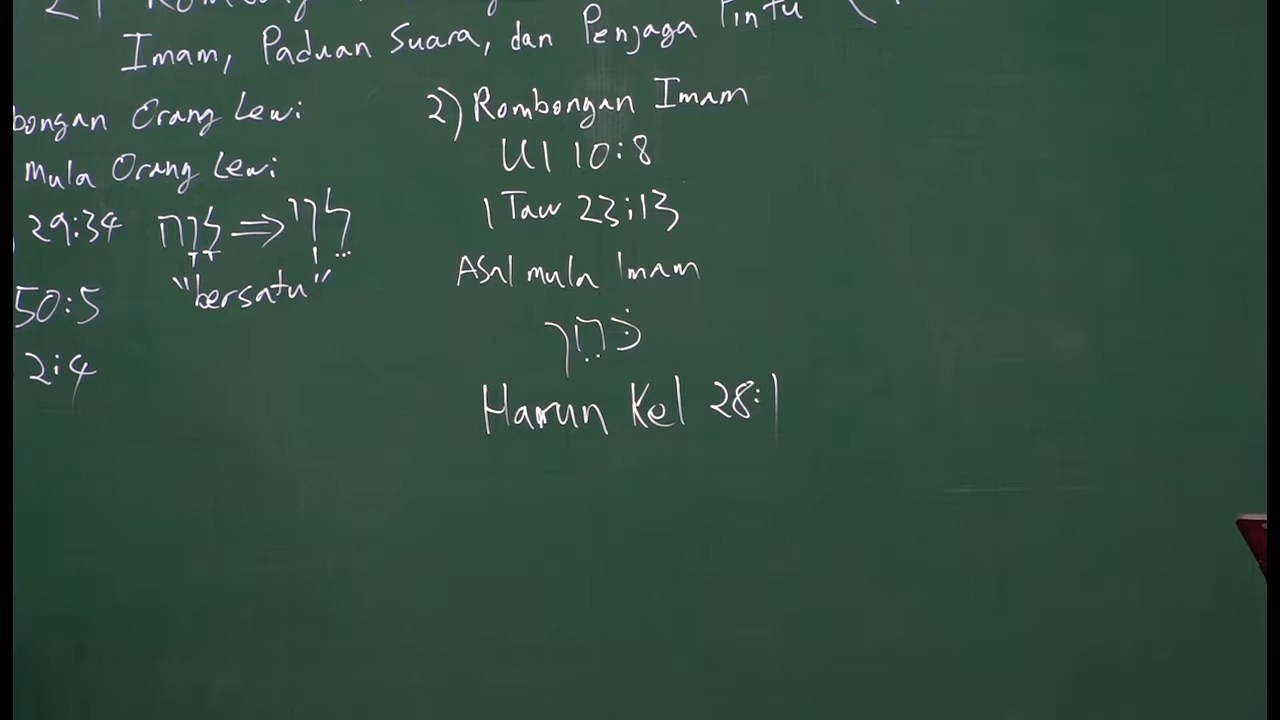 Imam, Paduan Suara, dan Penjaga Pintu
bongan Orang Lewi
Mula Orang Lewi
29:34 לָוָה ⇒ לֵוִי
"bersatu"
50:5
2:4
2) Rombongan Imam
Ul 10:8
1 Taw 23:13
Asal mula Imam
כֹּהֵן
Harun Kel 28:1